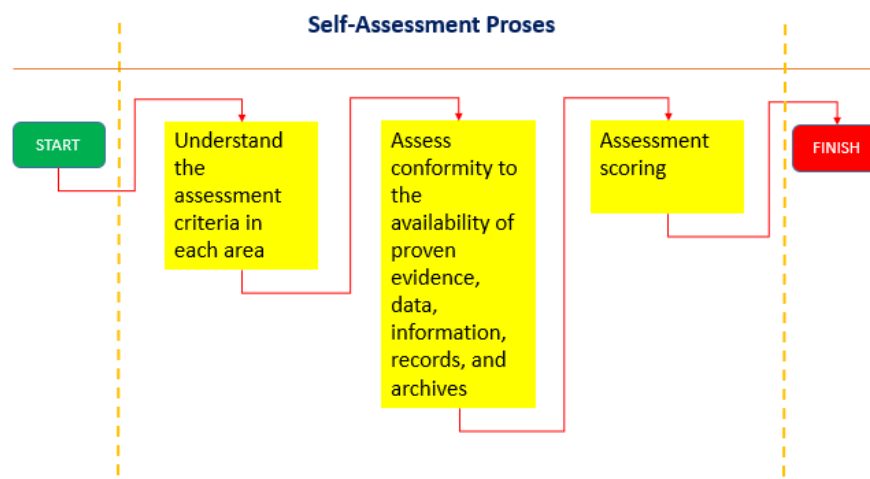 Self-Assessment Proses
START
Understand
the
assessment
criteria in
each area
Assess
conformity to
the
availability of
proven
evidence,
data,
information,
records, and
archives
Assessment
scoring
FINISH